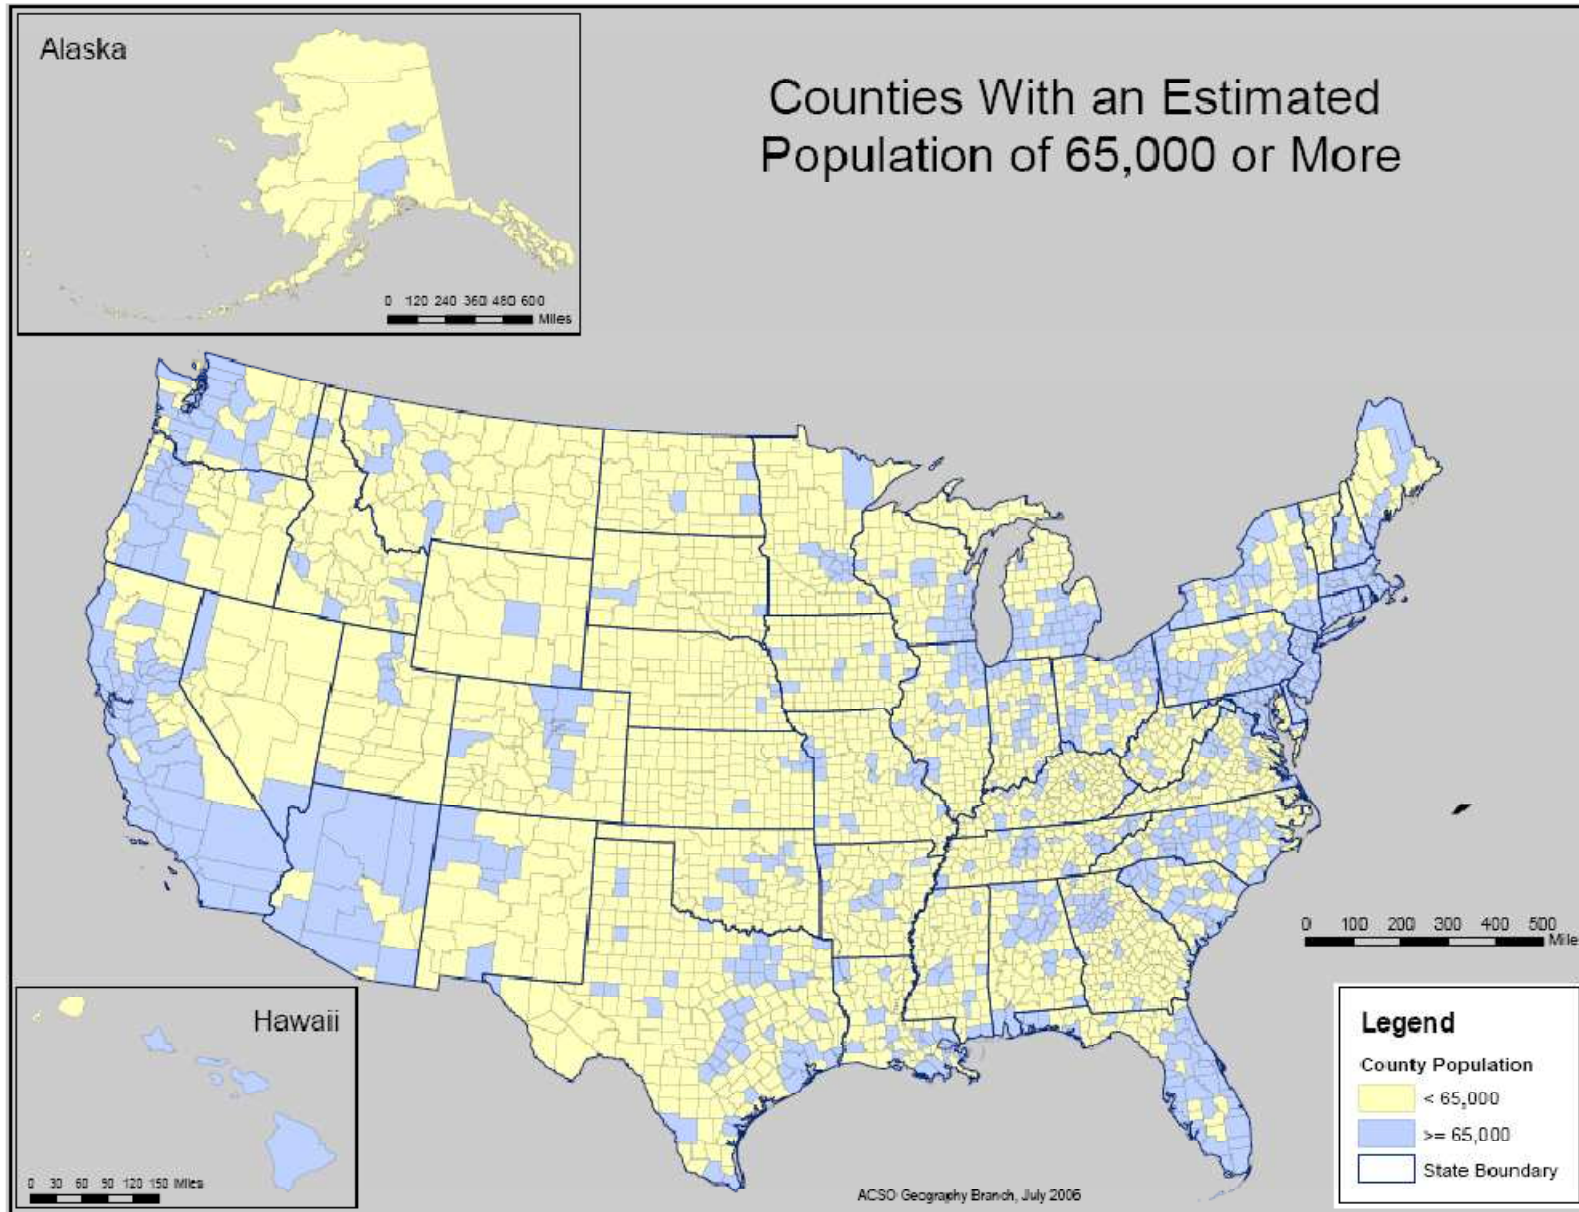 Alaska
Counties With an Estimated
Population of 65,000 or More
0 120 240 360 480 600
Miles
0 100 200 300 400 500
Mile
Hawaii
0 30 60 90 120 150 Miles
Legend
County Population
< 65,000
>= 65,000
State Boundary
ACSO Geography Branch, July 2006